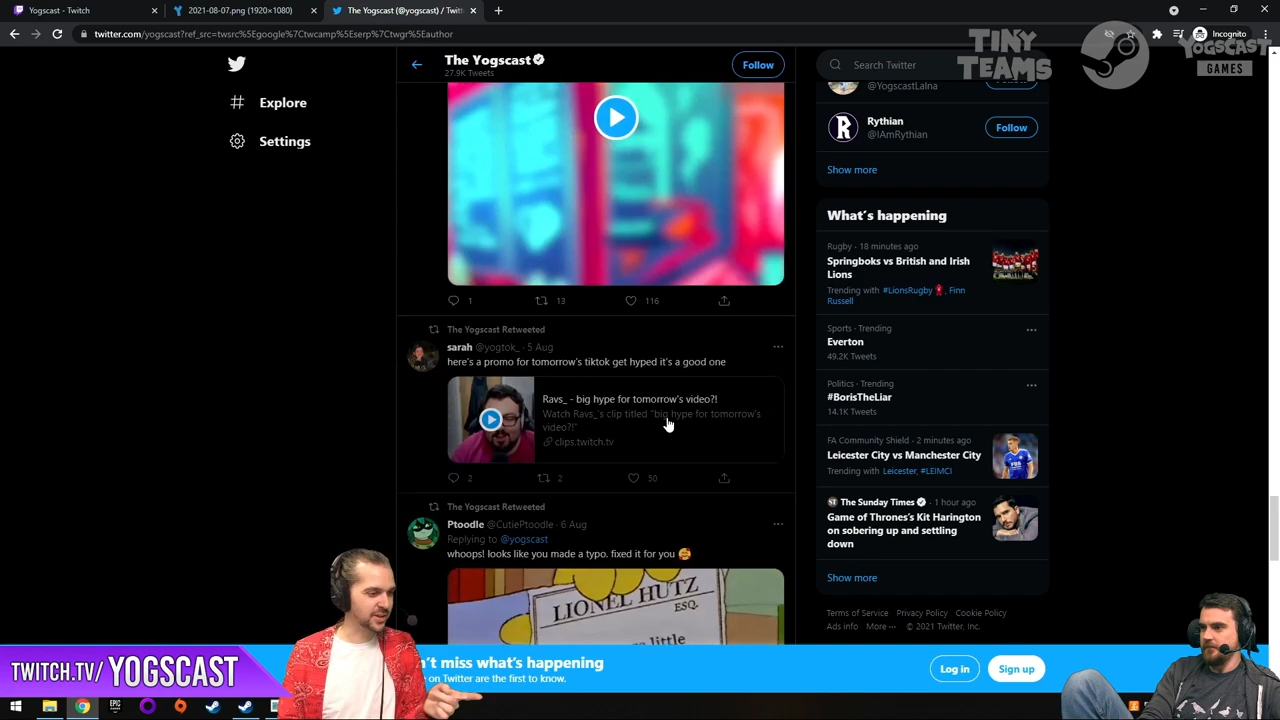 Yogscast - Twitch
2021-08-07.png (1920×1080)
The Yogscast (@yogscast) / Twitter
twitter.com/yogscast?ref_src=twsrc%5Egoogle%7Ctwcamp%5Eserp%7Ctwgr%5Eauthor
Incognito
TINY
TEAMS
YOGSCAST
GAMES
Explore
Settings
The Yogscast
27.9K Tweets
Follow
1
13
116
The Yogscast Retweeted
sarah @yogtok_ · 5 Aug
here's a promo for tomorrow's tiktok get hyped it's a good one
Ravs_ - big hype for tomorrow's video?!
Watch Ravs_'s clip titled "big hype for tomorrow's
video?!"
clips.twitch.tv
2
2
50
The Yogscast Retweeted
Ptoodle @CutiePtoodle · 6 Aug
Replying to @yogscast
whoops! looks like you made a typo. fixed it for you 🥰
LIONEL HUTZ
ESQ.
little
Search Twitter
@YogscastLalna
Rythian
@IAmRythian
Follow
Show more
What's happening
Rugby · 18 minutes ago
Springboks vs British and Irish
Lions
Trending with #LionsRugby, Finn
Russell
Sports · Trending
Everton
49.2K Tweets
Politics · Trending
#BorisTheLiar
14.1K Tweets
FA Community Shield · 2 minutes ago
Leicester City vs Manchester City
Trending with Leicester, #LEIMCI
The Sunday Times · 1 hour ago
Game of Thrones's Kit Harington
on sobering up and settling
down
Show more
Terms of Service Privacy Policy Cookie Policy
Ads info More ··· © 2021 Twitter, Inc.
TWITCH.TV/YOGSCAST
n't miss what's happening
e on Twitter are the first to know.
Log in
Sign up